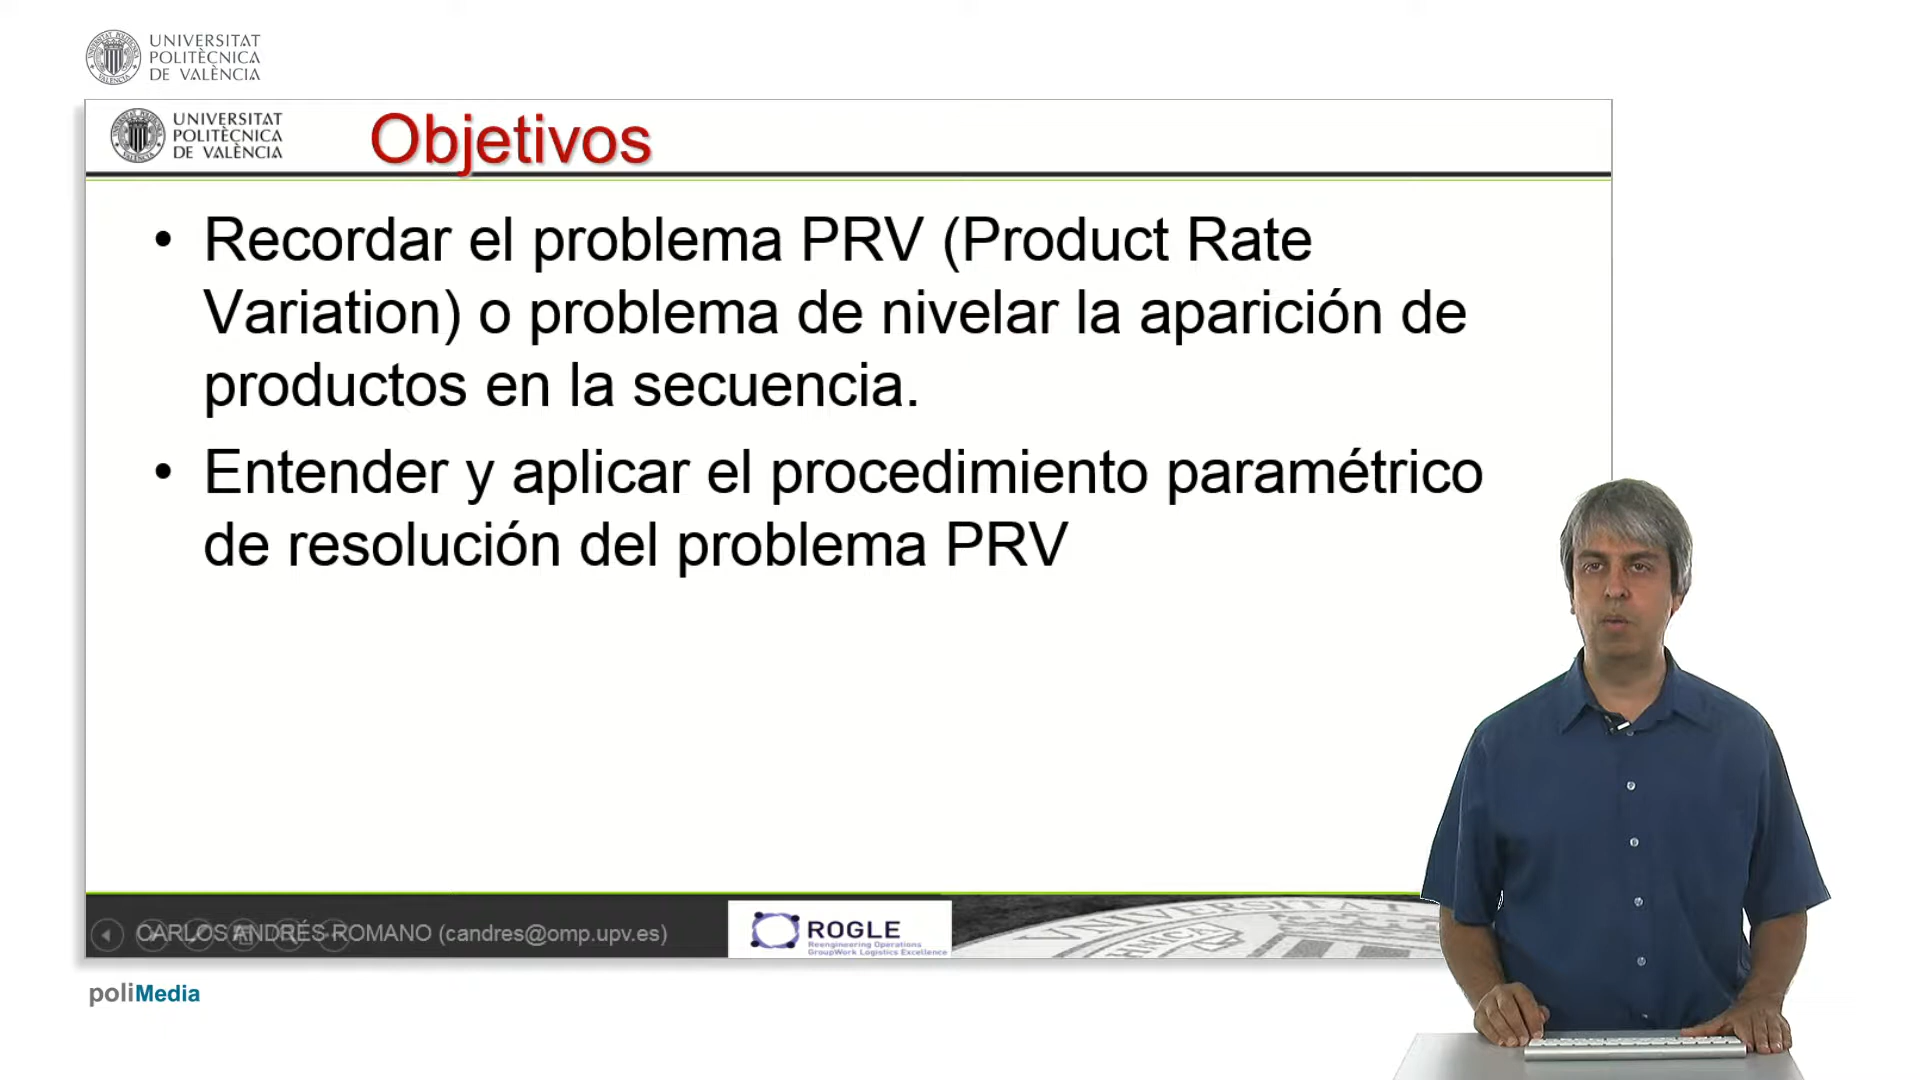 UNIVERSITAT
POLITÈCNICA
DE VALÈNCIA
UNIVERSITAT
POLITÈCNICA
DE VALÈNCIA
Objetivos
• Recordar el problema PRV (Product Rate
Variation) o problema de nivelar la aparición de
productos en la secuencia.
• Entender y aplicar el procedimiento paramétrico
de resolución del problema PRV
CARLOS ANDRÉS ROMANO (candres@omp.upv.es)
ROGLE
Reengineering Operations
GroupWork Logistics Excellence
poliMedia